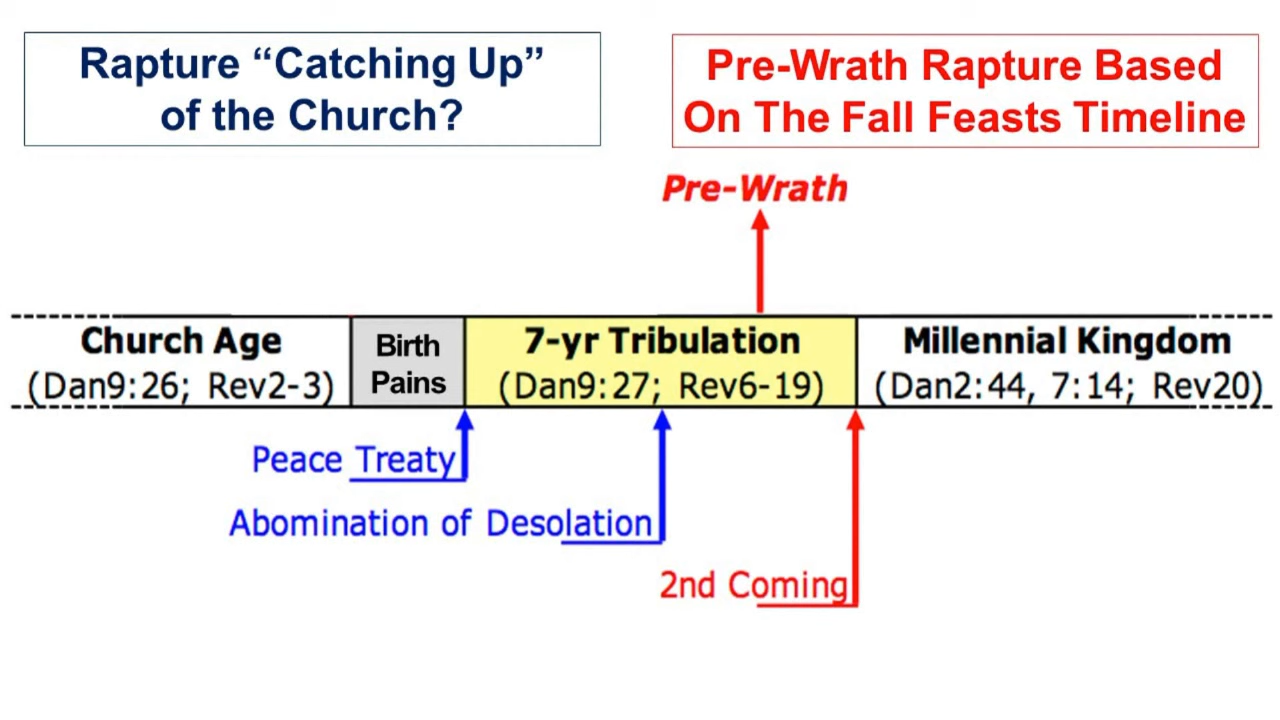 Rapture “Catching Up”
of the Church?
Pre-Wrath Rapture Based
On The Fall Feasts Timeline
Pre-Wrath
Church Age
(Dan9:26; Rev2-3)
Birth
Pains
7-yr Tribulation
(Dan9:27; Rev6-19)
Millennial Kingdom
(Dan2:44, 7:14; Rev20)
Peace Treaty
Abomination of Desolation
2nd Coming